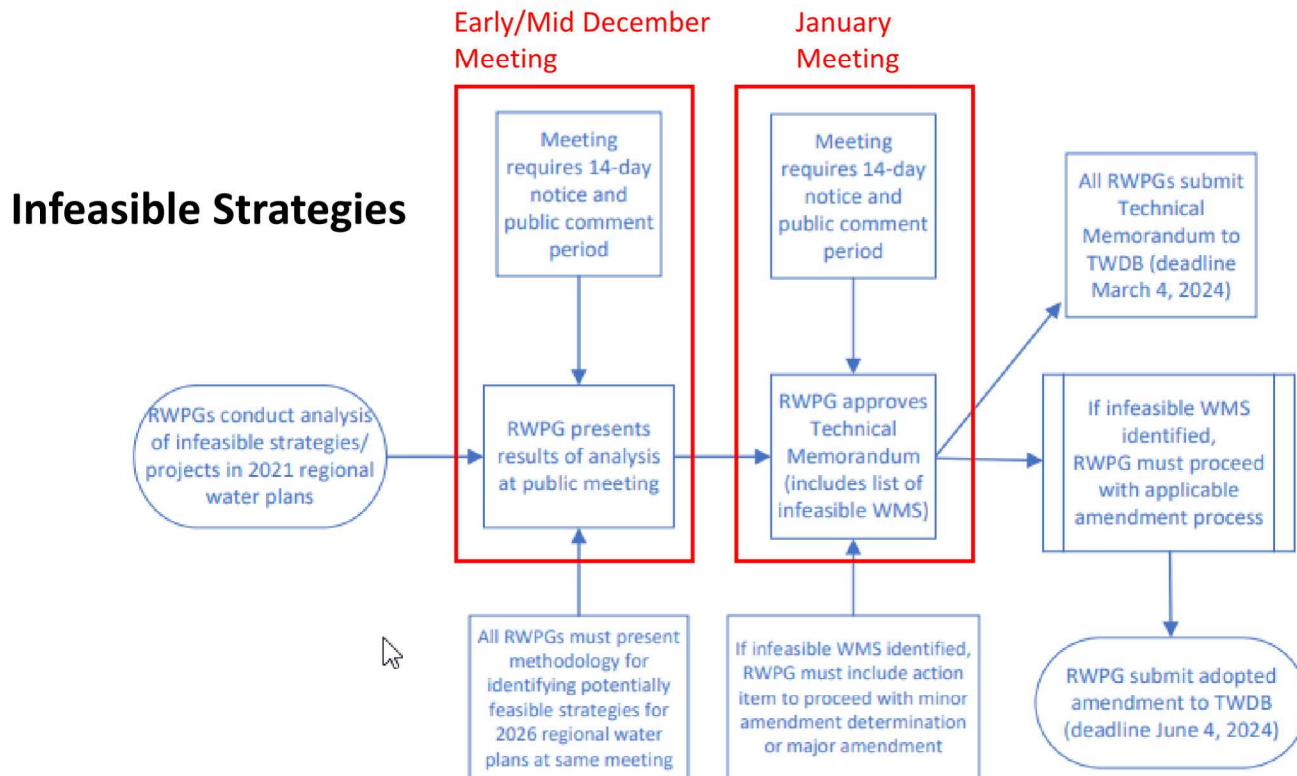 Early/Mid December
Meeting
January
Meeting
Infeasible Strategies
Meeting
requires 14-day
notice and
public comment
period
Meeting
requires 14-day
notice and
public comment
period
All RWPGs submit
Technical
Memorandum to
TWDB (deadline
March 4, 2024)
RWPGs conduct analysis
of infeasible strategies/
projects in 2021 regional
water plans
RWPG presents
results of analysis
at public meeting
RWPG approves
Technical
Memorandum
(includes list of
infeasible WMS)
If infeasible WMS
identified,
RWPG must proceed
with applicable
amendment process
All RWPGs must present
methodology for
identifying potentially
feasible strategies for
2026 regional water
plans at same meeting
If infeasible WMS identified,
RWPG must include action
item to proceed with minor
amendment determination
or major amendment
RWPG submit adopted
amendment to TWDB
(deadline June 4, 2024)